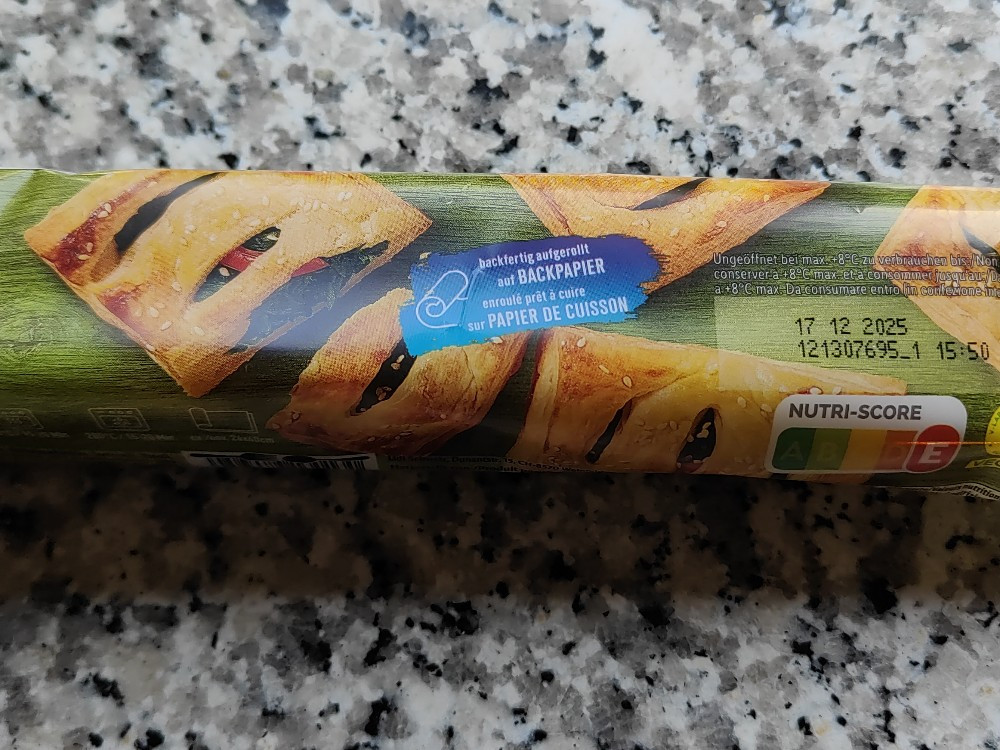 backfertig aufgerollt
auf BACKPAPIER
enroulé prêt à cuire
sur PAPIER DE CUISSON
Ungeöffnet bei max. +8°C zu verbrauchen bis: / Non
conserver à +8°C max. et à consommer jusqu'au: /
a +8°C max. Da consumare entro (in confezione
17 12 2025
121307695_1 15:50
NUTRI-SCORE
A D E